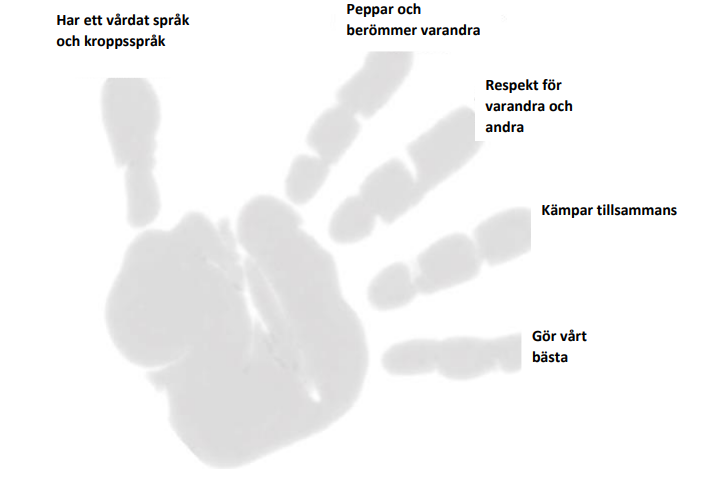 Har ett vårdat språk
och kroppsspråk
Peppar och
berömmer varandra
Respekt för
varandra och
andra
Kämpar tillsammans
Gör vårt
bästa